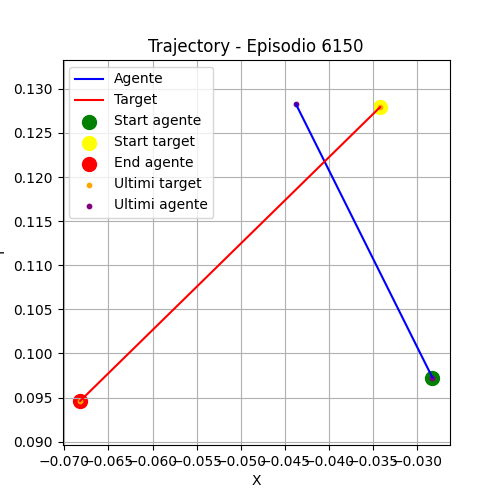 Trajectory - Episodio 6150
Agente
Target
Start agente
Start target
End agente
Ultimi target
Ultimi agente
0.130
0.125
0.120
0.115
0.110
0.105
0.100
0.095
0.090
−0.070 −0.065 −0.060 −0.055 −0.050 −0.045 −0.040 −0.035 −0.030
X